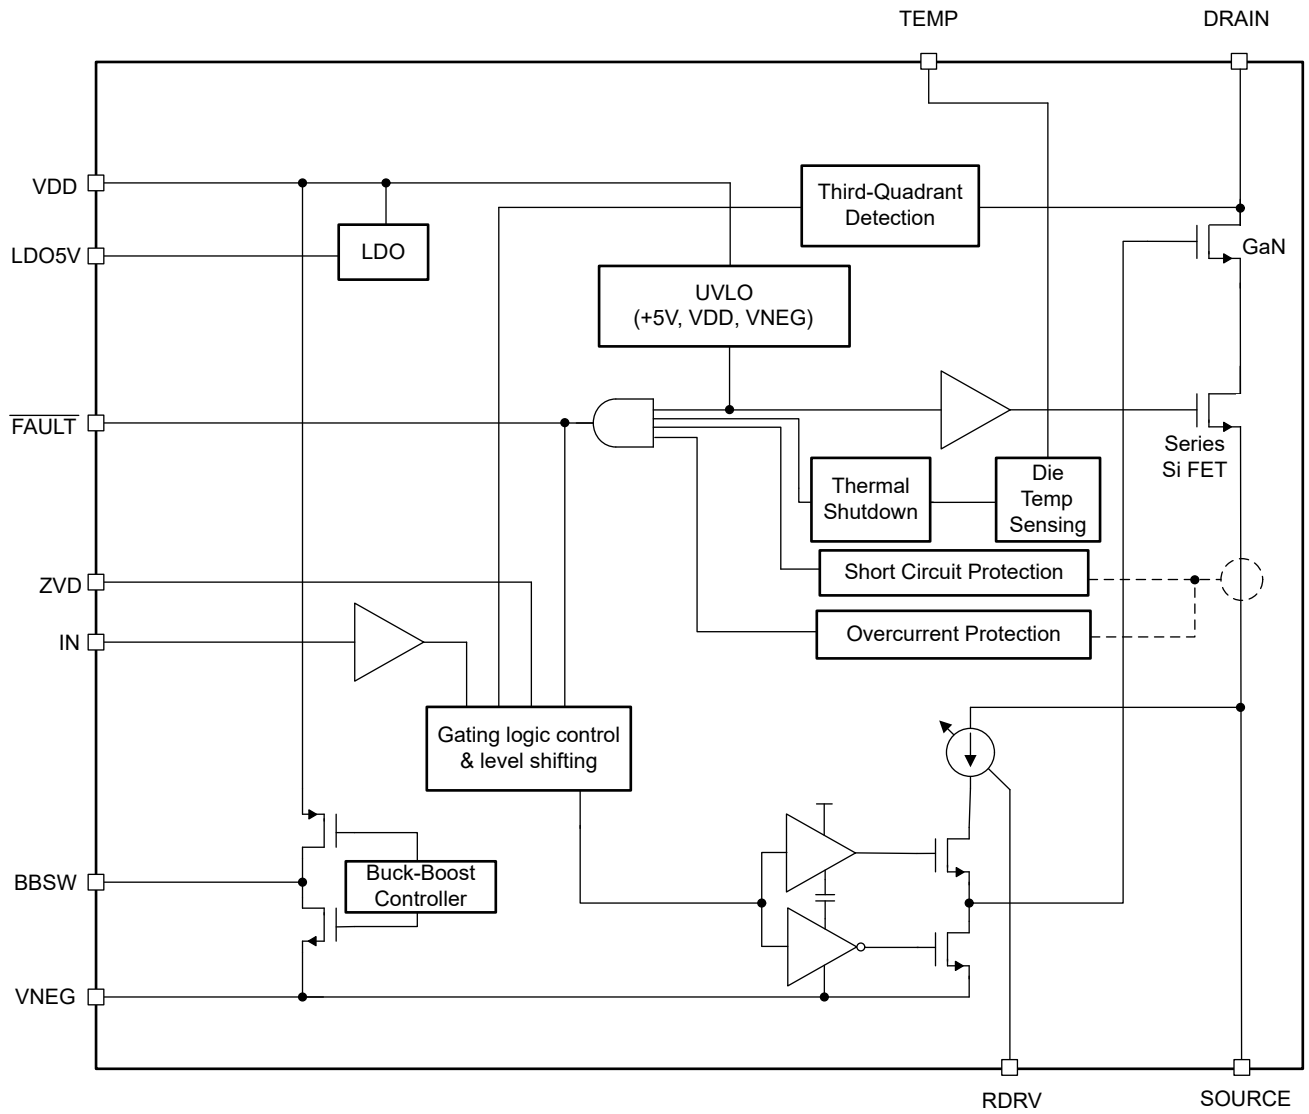 TEMP
DRAIN
VDD
Third-Quadrant
Detection
LDO5V
LDO
GaN
UVLO
(+5V, VDD, VNEG)
FAULT
Series
Si FET
Thermal
Shutdown
Die
Temp
Sensing
Short Circuit Protection
ZVD
IN
Overcurrent Protection
Gating logic control
& level shifting
BBSW
Buck-Boost
Controller
VNEG
RDRV
SOURCE